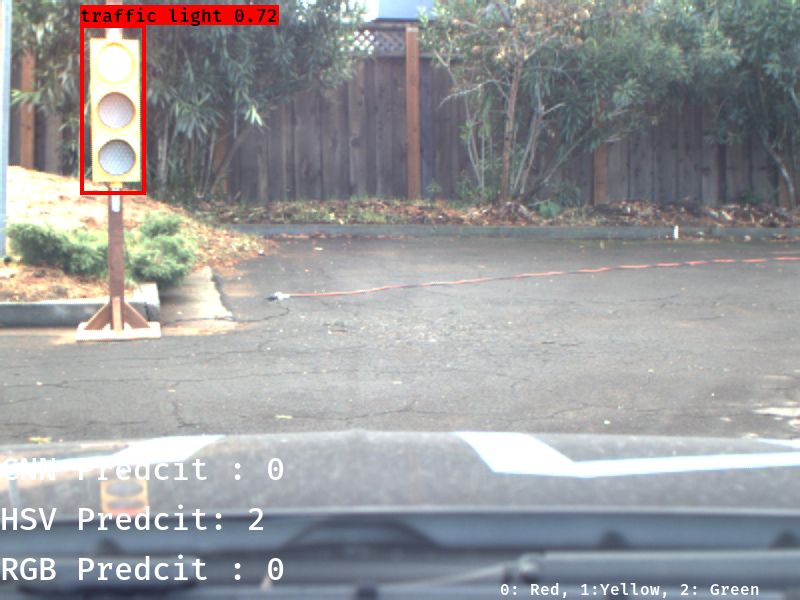 traffic light 0.72
CNN Predcit : 0
HSV Predcit: 2
RGB Predcit : 0
0: Red, 1:Yellow, 2: Green